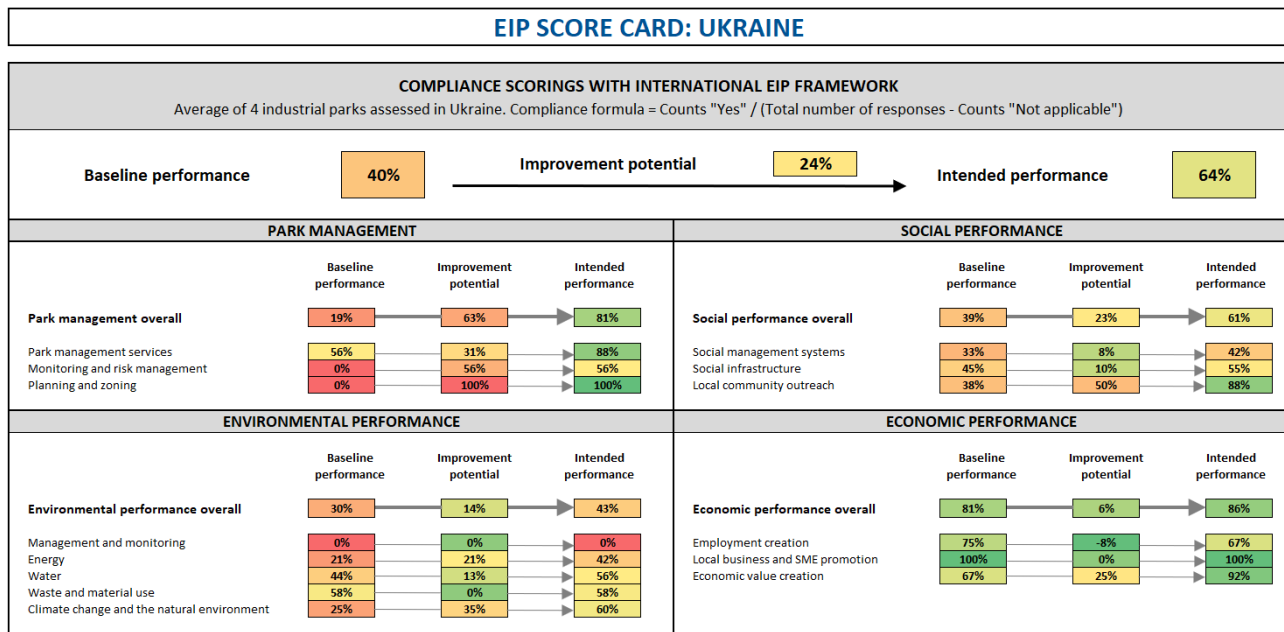 EIP SCORE CARD: UKRAINE
COMPLIANCE SCORINGS WITH INTERNATIONAL EIP FRAMEWORK
Average of 4 industrial parks assessed in Ukraine. Compliance formula = Counts "Yes" / (Total number of responses - Counts "Not applicable")
Baseline performance 40% Improvement potential 24% Intended performance 64%
PARK MANAGEMENT
Baseline Improvement Intended
performance potential performance
Park management overall 19% 63% 81%
Park management services 56% 31% 88%
Monitoring and risk management 0% 56% 56%
Planning and zoning 0% 100% 100%
SOCIAL PERFORMANCE
Baseline Improvement Intended
performance potential performance
Social performance overall 39% 23% 61%
Social management systems 33% 8% 42%
Social infrastructure 45% 10% 55%
Local community outreach 38% 50% 88%
ENVIRONMENTAL PERFORMANCE
Baseline Improvement Intended
performance potential performance
Environmental performance overall 30% 14% 43%
Management and monitoring 0% 0% 0%
Energy 21% 21% 42%
Water 44% 13% 56%
Waste and material use 58% 0% 58%
Climate change and the natural environment 25% 35% 60%
ECONOMIC PERFORMANCE
Baseline Improvement Intended
performance potential performance
Economic performance overall 81% 6% 86%
Employment creation 75% -8% 67%
Local business and SME promotion 100% 0% 100%
Economic value creation 67% 25% 92%